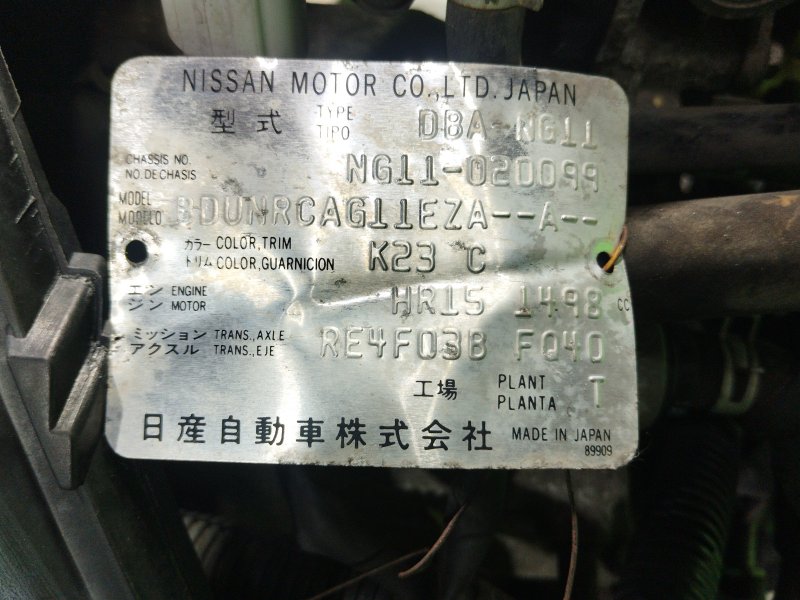 NISSAN MOTOR CO.,LTD. JAPAN
型式 TYPE TIPO DBA-NG11
CHASSIS NO. NO. DE CHASIS NG11-020099
MODEL MODELO BDUNRCAG11EZA--A--
カラー COLOR, TRIM
トリム COLOR, GUARNICION K23 C
エンジン ENGINE MOTOR HR15 1498 CC
ミッション TRANS., AXLE
アクスル TRANS., EJE RE4F03B FQ40
工場 PLANT PLANTA T
日産自動車株式会社 MADE IN JAPAN
89909